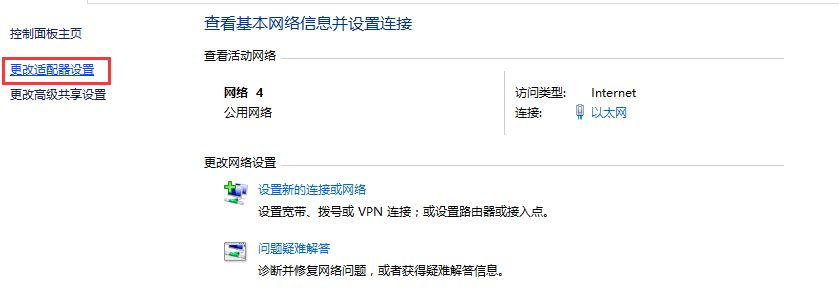 查看基本网络信息并设置连接
控制面板主页
更改适配器设置
更改高级共享设置
查看活动网络
网络 4
公用网络
访问类型: Internet
连接: 以太网
更改网络设置
设置新的连接或网络
设置宽带、拨号或 VPN 连接；或设置路由器或接入点。
问题疑难解答
诊断并修复网络问题，或者获得疑难解答信息。